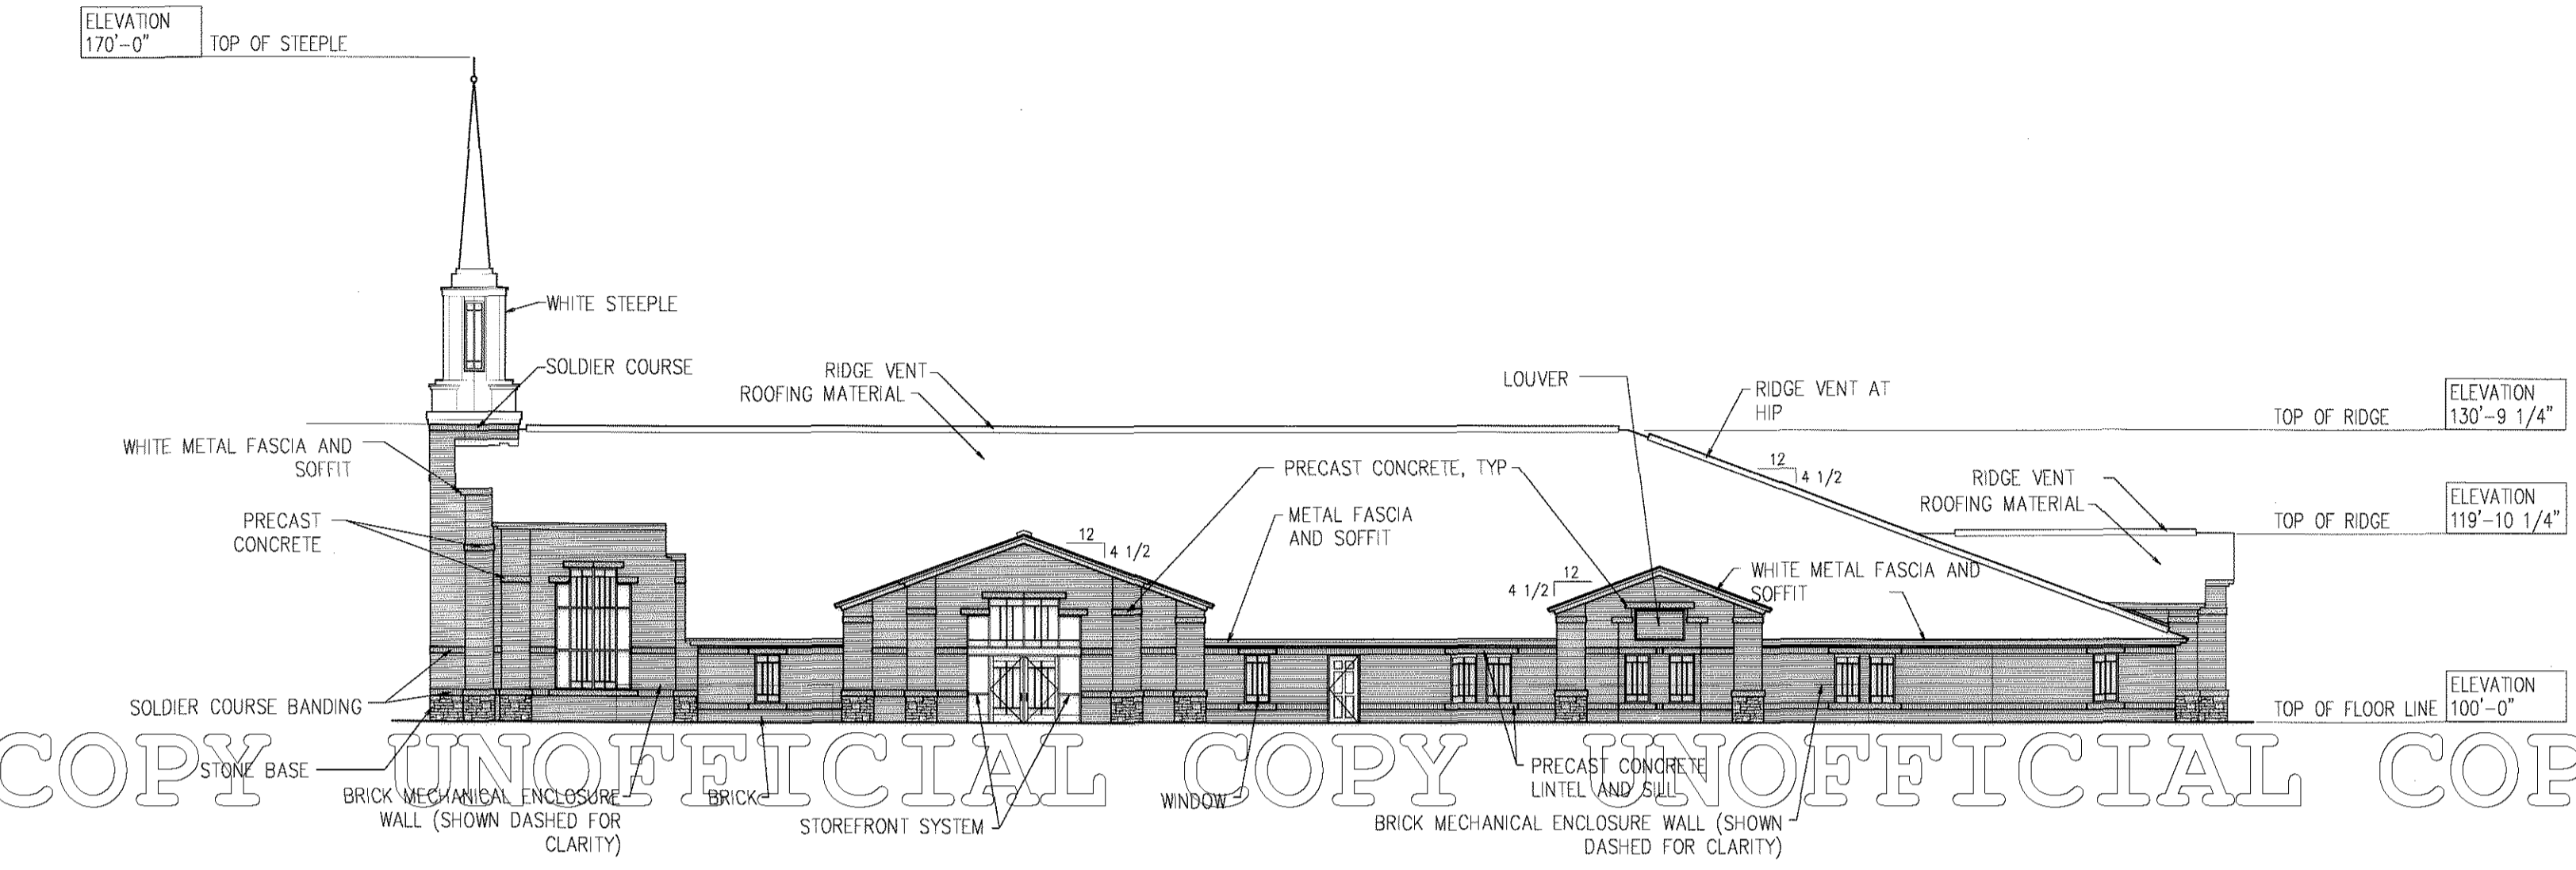 ELEVATION
170'-0"
TOP OF STEEPLE
WHITE STEEPLE
SOLDIER COURSE
RIDGE VENT
ROOFING MATERIAL
LOUVER
RIDGE VENT AT
HIP
TOP OF RIDGE
ELEVATION
130'-9 1/4"
WHITE METAL FASCIA AND
SOFFIT
PRECAST CONCRETE, TYP
12
4 1/2
RIDGE VENT
ROOFING MATERIAL
TOP OF RIDGE
ELEVATION
119'-10 1/4"
PRECAST
CONCRETE
12
4 1/2
METAL FASCIA
AND SOFFIT
12
4 1/2
WHITE METAL FASCIA AND
SOFFIT
SOLDIER COURSE BANDING
TOP OF FLOOR LINE
ELEVATION
100'-0"
COPY UNOFFICIAL COPY UNOFFICIAL COP
STONE BASE
BRICK MECHANICAL ENCLOSURE
WALL (SHOWN DASHED FOR
CLARITY)
BRICK
STOREFRONT SYSTEM
WINDOW
PRECAST CONCRETE
LINTEL AND SILL
BRICK MECHANICAL ENCLOSURE WALL (SHOWN
DASHED FOR CLARITY)